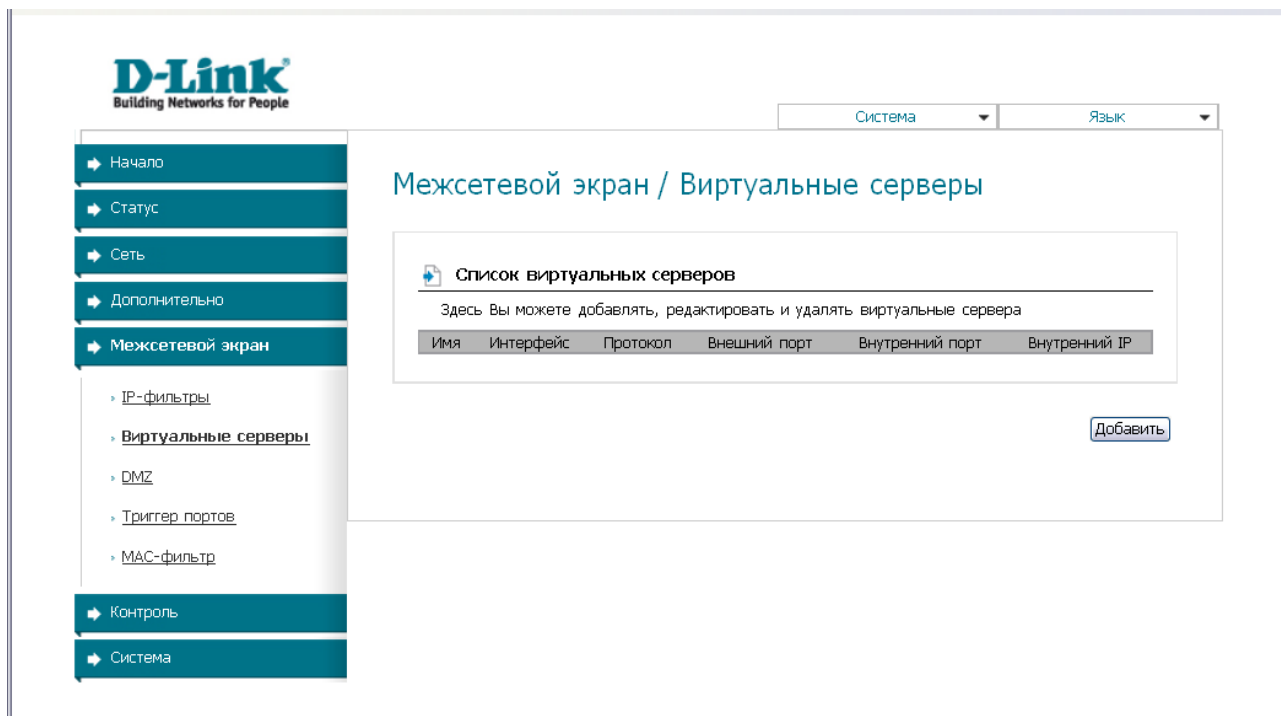 D-Link
Building Networks for People
Система
Язык
Начало
Статус
Сеть
Дополнительно
Межсетевой экран
IP-фильтры
Виртуальные серверы
DMZ
Триггер портов
MAC-фильтр
Контроль
Система
Межсетевой экран / Виртуальные серверы
Список виртуальных серверов
Здесь Вы можете добавлять, редактировать и удалять виртуальные сервера
Имя Интерфейс Протокол Внешний порт Внутренний порт Внутренний IP
Добавить